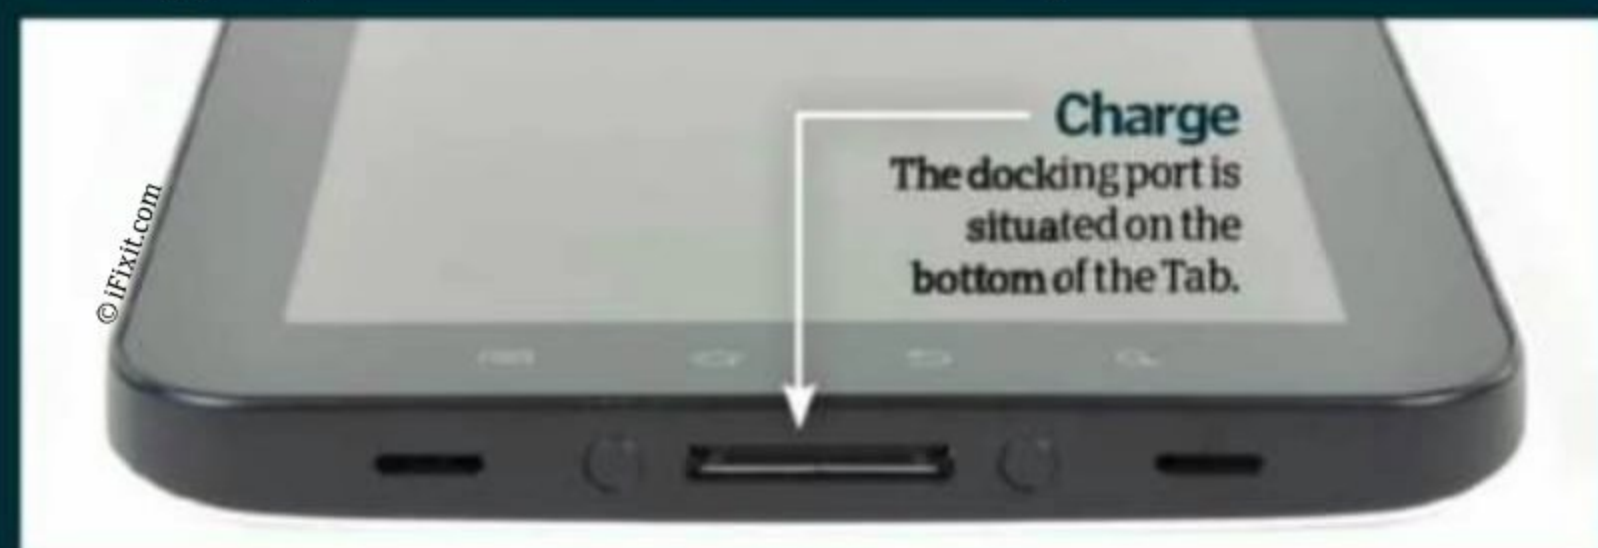 Charge
The docking port is
situated on the
bottom of the Tab.
© iFixit.com